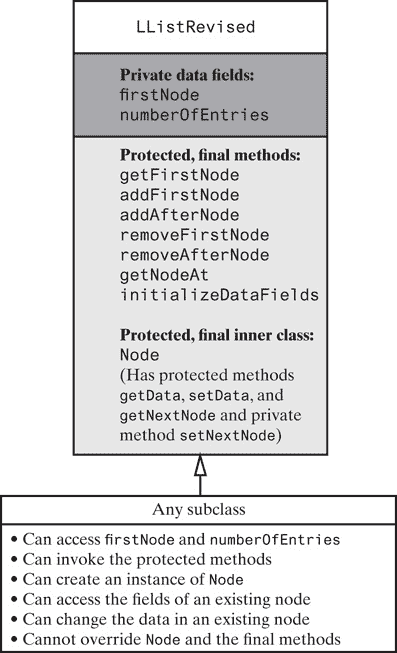 LListRevised
Private data fields:
firstNode
numberOfEntries
Protected, final methods:
getFirstNode
addFirstNode
addAfterNode
removeFirstNode
removeAfterNode
getNodeAt
initializeDataFields
Protected, final inner class:
Node
(Has protected methods
getData, setData, and
getNextNode and private
method setNextNode)
Any subclass
• Can access firstNode and numberOfEntries
• Can invoke the protected methods
• Can create an instance of Node
• Can access the fields of an existing node
• Can change the data in an existing node
• Cannot override Node and the final methods